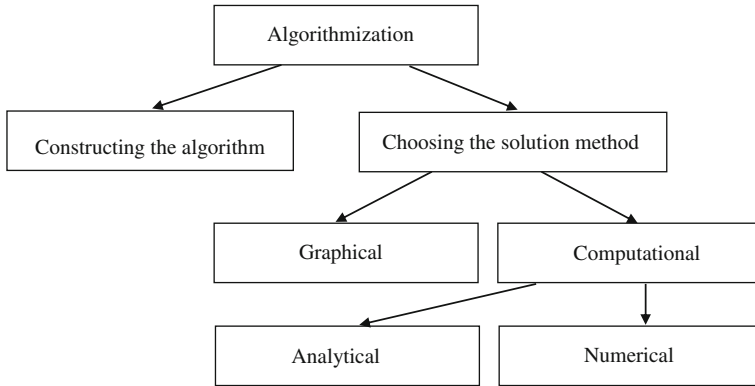 Algorithmization
Constructing the algorithm
Choosing the solution method
Graphical
Computational
Analytical
Numerical